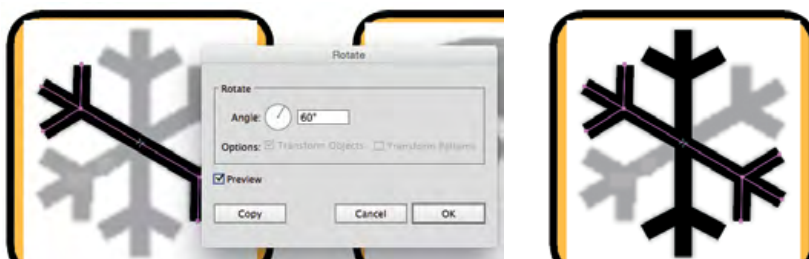 Rotate
Rotate
Angle: 60°
Options: Transform Objects Transform Patterns
Preview
Copy Cancel OK